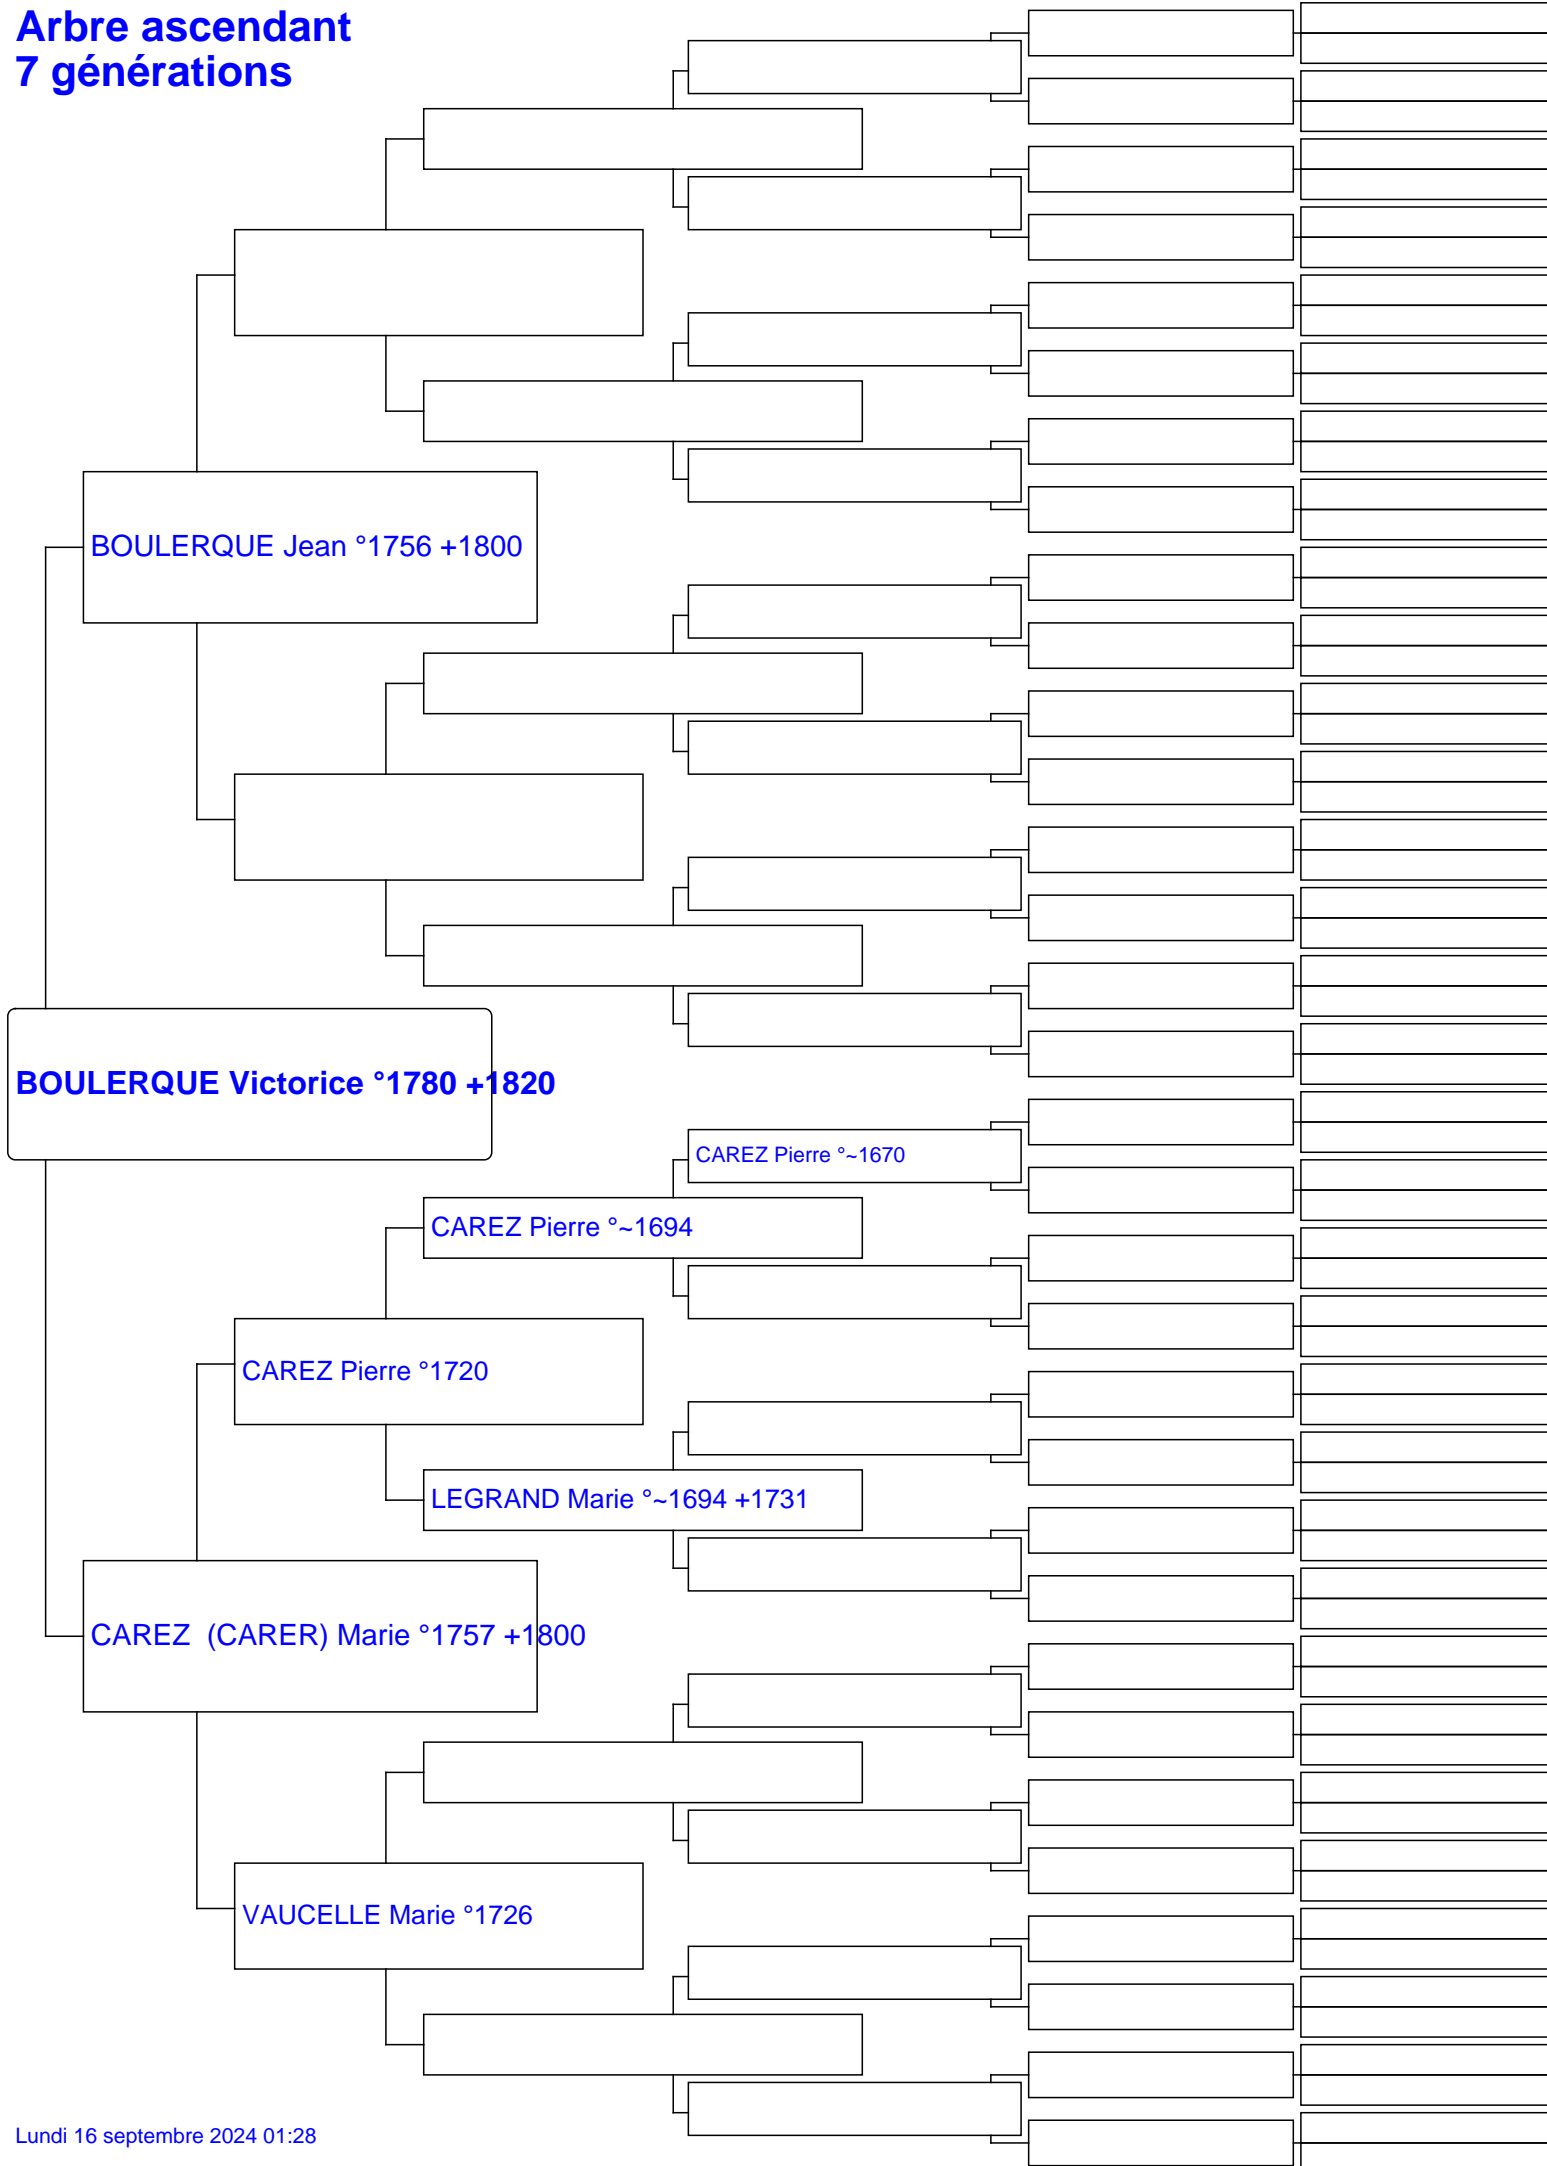 Arbre ascendant
7 générations
BOULERQUE Jean °1756 +1800
BOULERQUE Victorice °1780 +1820
CAREZ Pierre °~1670
CAREZ Pierre °~1694
CAREZ Pierre °1720
LEGRAND Marie °~1694 +1731
CAREZ  (CARER) Marie °1757 +1800
VAUCELLE Marie °1726
Lundi 16 septembre 2024 01:28